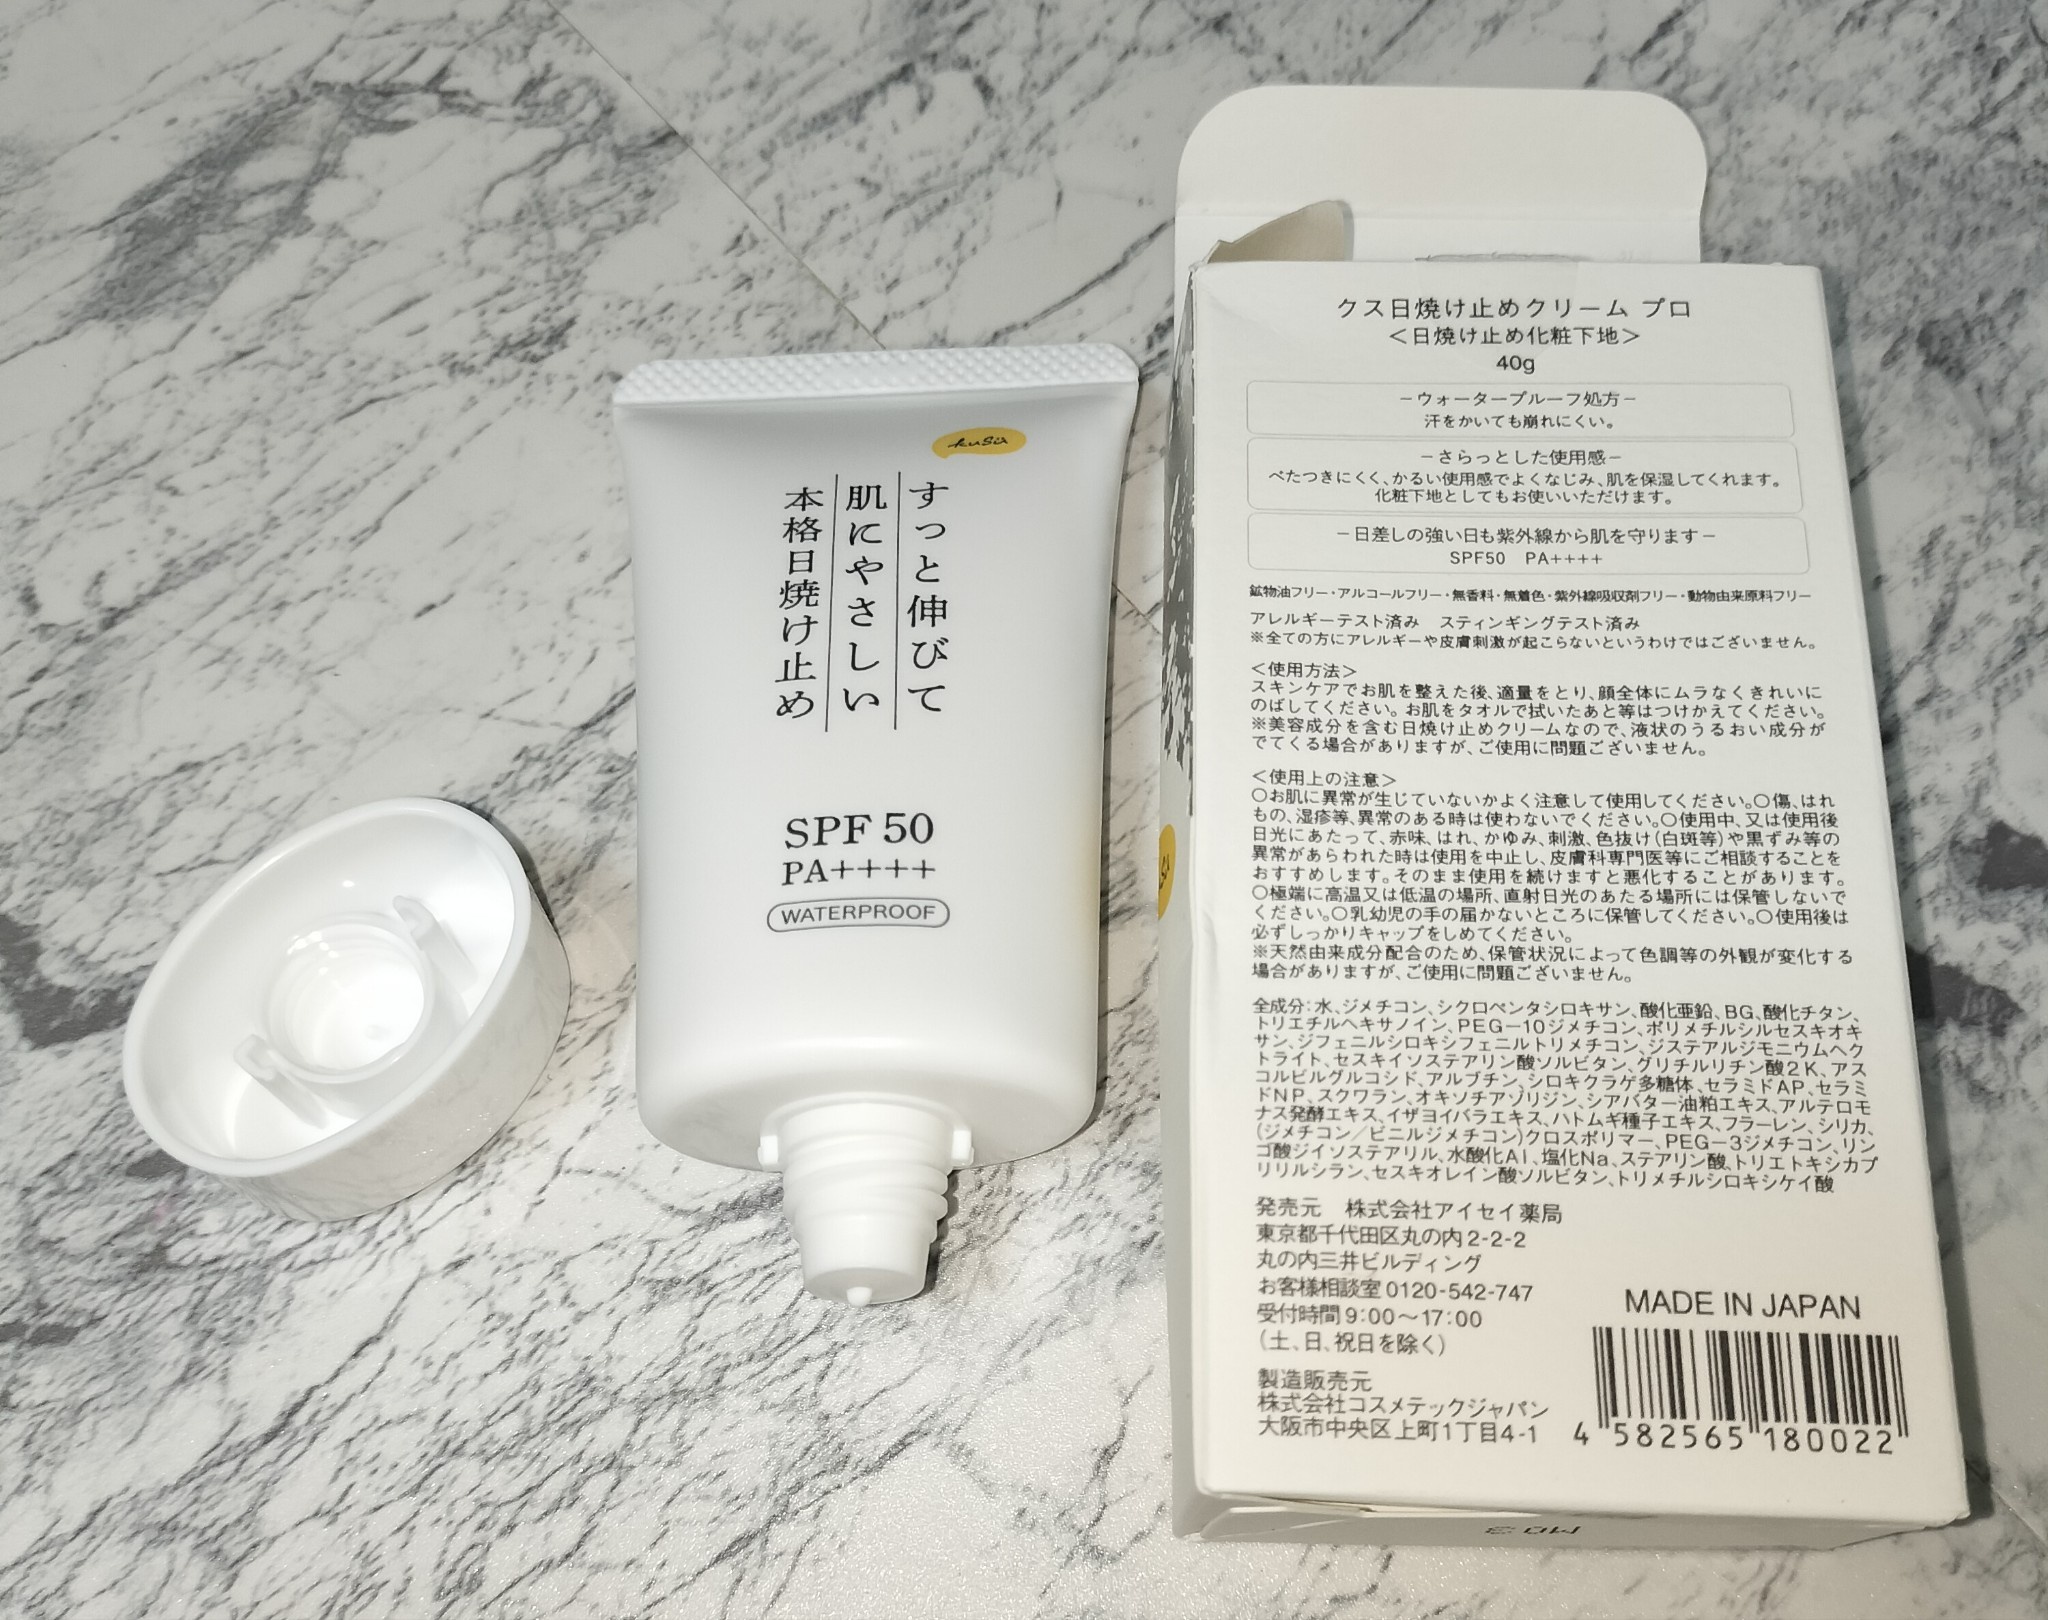 kusu
すっと伸びて
肌にやさしい
本格日焼け止め
SPF 50
PA++++
WATERPROOF
クス日焼け止めクリーム プロ
＜日焼け止め化粧下地＞
40g
－ウォータープルーフ処方－
汗をかいても崩れにくい。
－さらっとした使用感－
べたつきにくく、かるい使用感でよくなじみ、肌を保湿してくれます。
化粧下地としてもお使いいただけます。
－日差しの強い日も紫外線から肌を守ります－
SPF50　PA++++
鉱物油フリー・アルコールフリー・無香料・無着色・紫外線吸収剤フリー・動物由来原料フリー
アレルギーテスト済み　スティンギングテスト済み
※全ての方にアレルギーや皮膚刺激が起こらないというわけではございません。
＜使用方法＞
スキンケアでお肌を整えた後、適量をとり、顔全体にムラなくきれいに
のばしてください。お肌をタオルで拭いたあと等はつけかえてください。
※美容成分を含む日焼け止めクリームなので、液状のうるおい成分が
でてくる場合がありますが、ご使用に問題ございません。
＜使用上の注意＞
○お肌に異常が生じていないかよく注意して使用してください。○傷、はれ
もの、湿疹等、異常のある時は使わないでください。○使用中、又は使用後
日光にあたって、赤味、はれ、かゆみ、刺激、色抜け(白斑等)や黒ずみ等の
異常があらわれた時は使用を中止し、皮膚科専門医等にご相談することを
おすすめします。そのまま使用を続けますと悪化することがあります。
○極端に高温又は低温の場所、直射日光のあたる場所には保管しないで
ください。○乳幼児の手の届かないところに保管してください。○使用後は
必ずしっかりキャップをしめてください。
※天然由来成分配合のため、保管状況によって色調等の外観が変化する
場合がありますが、ご使用に問題ございません。
全成分：水、ジメチコン、シクロペンタシロキサン、酸化亜鉛、BG、酸化チタン、
トリエチルヘキサノイン、PEG－10ジメチコン、ポリメチルシルセスキオキ
サン、ジフェニルシロキシフェニルトリメチコン、ジステアルジモニウムヘク
トライト、セスキイソステアリン酸ソルビタン、グリチルリチン酸2K、アス
コルビルグルコシド、アルブチン、シロキクラゲ多糖体、セラミドAP、セラミ
ドNP、スクワラン、オキソチアゾリジン、シアバター油粕エキス、アルテロモ
ナス発酵エキス、イザヨイバラエキス、ハトムギ種子エキス、フラーレン、シリカ、
(ジメチコン／ビニルジメチコン)クロスポリマー、PEG－3ジメチコン、リン
ゴ酸ジイソステアリル、水酸化Al、塩化Na、ステアリン酸、トリエトキシカプ
リリルシラン、セスキオレイン酸ソルビタン、トリメチルシロキシケイ酸
発売元　株式会社アイセイ薬局
東京都千代田区丸の内2-2-2
丸の内三井ビルディング
お客様相談室 0120-542-747
受付時間 9:00～17:00
(土、日、祝日を除く)
製造販売元
株式会社コスメテックジャパン
大阪市中央区上町1丁目4-1
MADE IN JAPAN
4 582565 180022